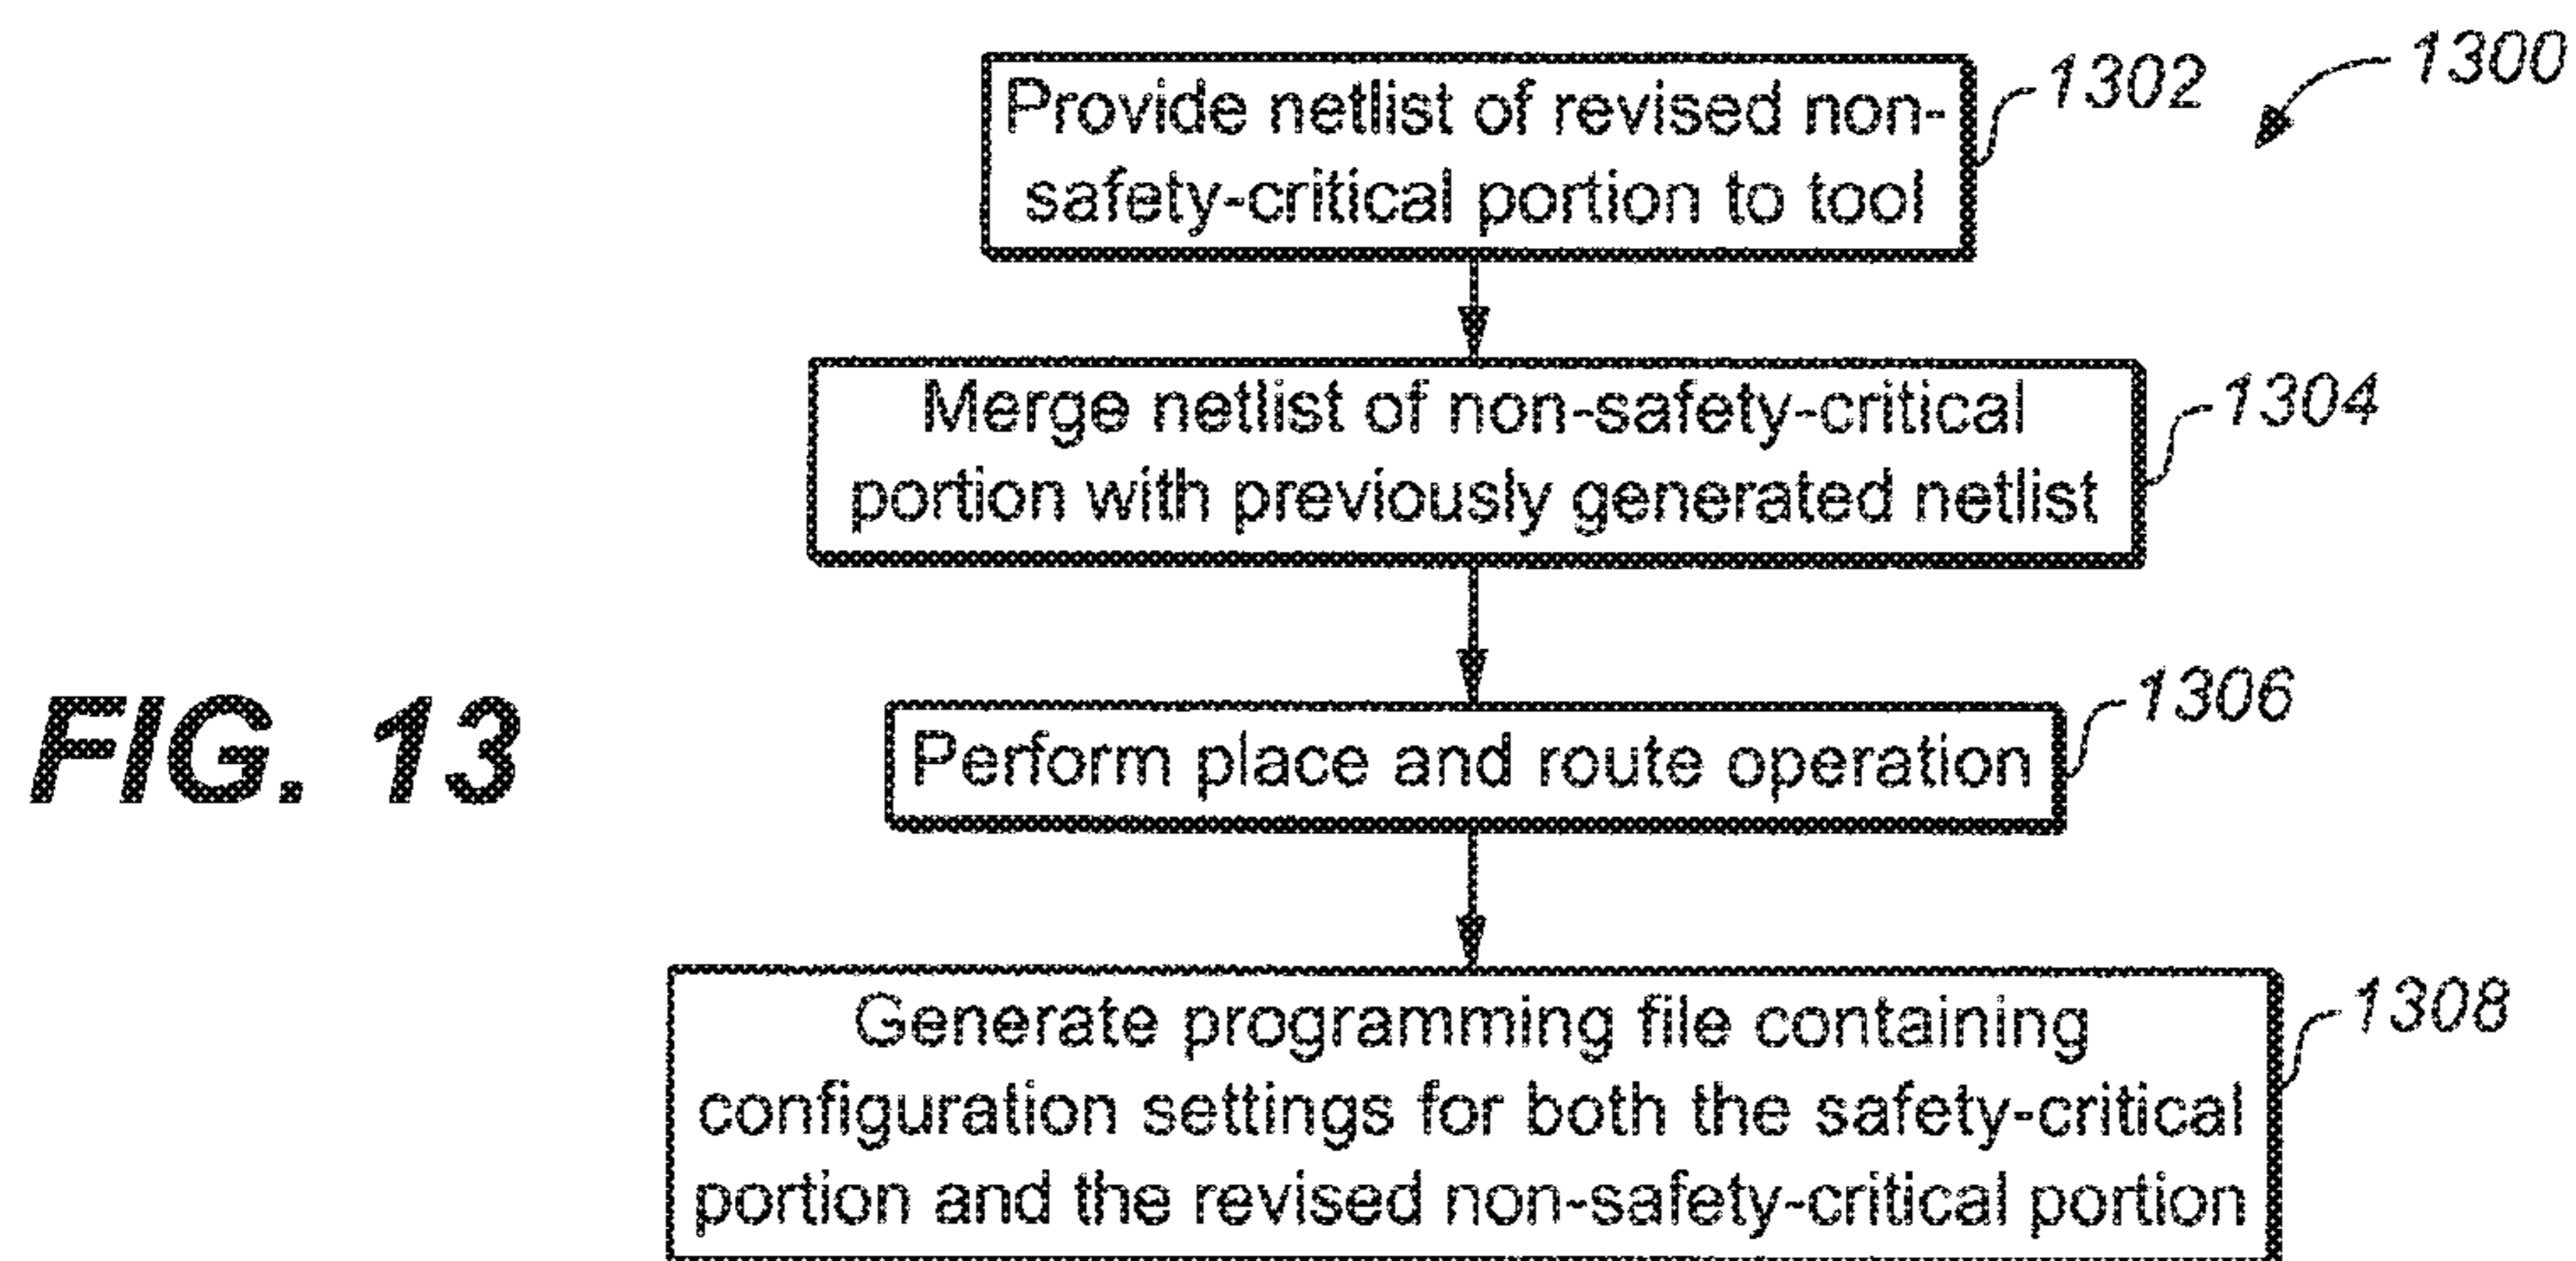 1300
Provide netlist of revised non-
safety-critical portion to tool
1302
Merge netlist of non-safety-critical
portion with previously generated netlist
1304
Perform place and route operation
1306
FIG. 13
Generate programming file containing
configuration settings for both the safety-critical
portion and the revised non-safety-critical portion
1308